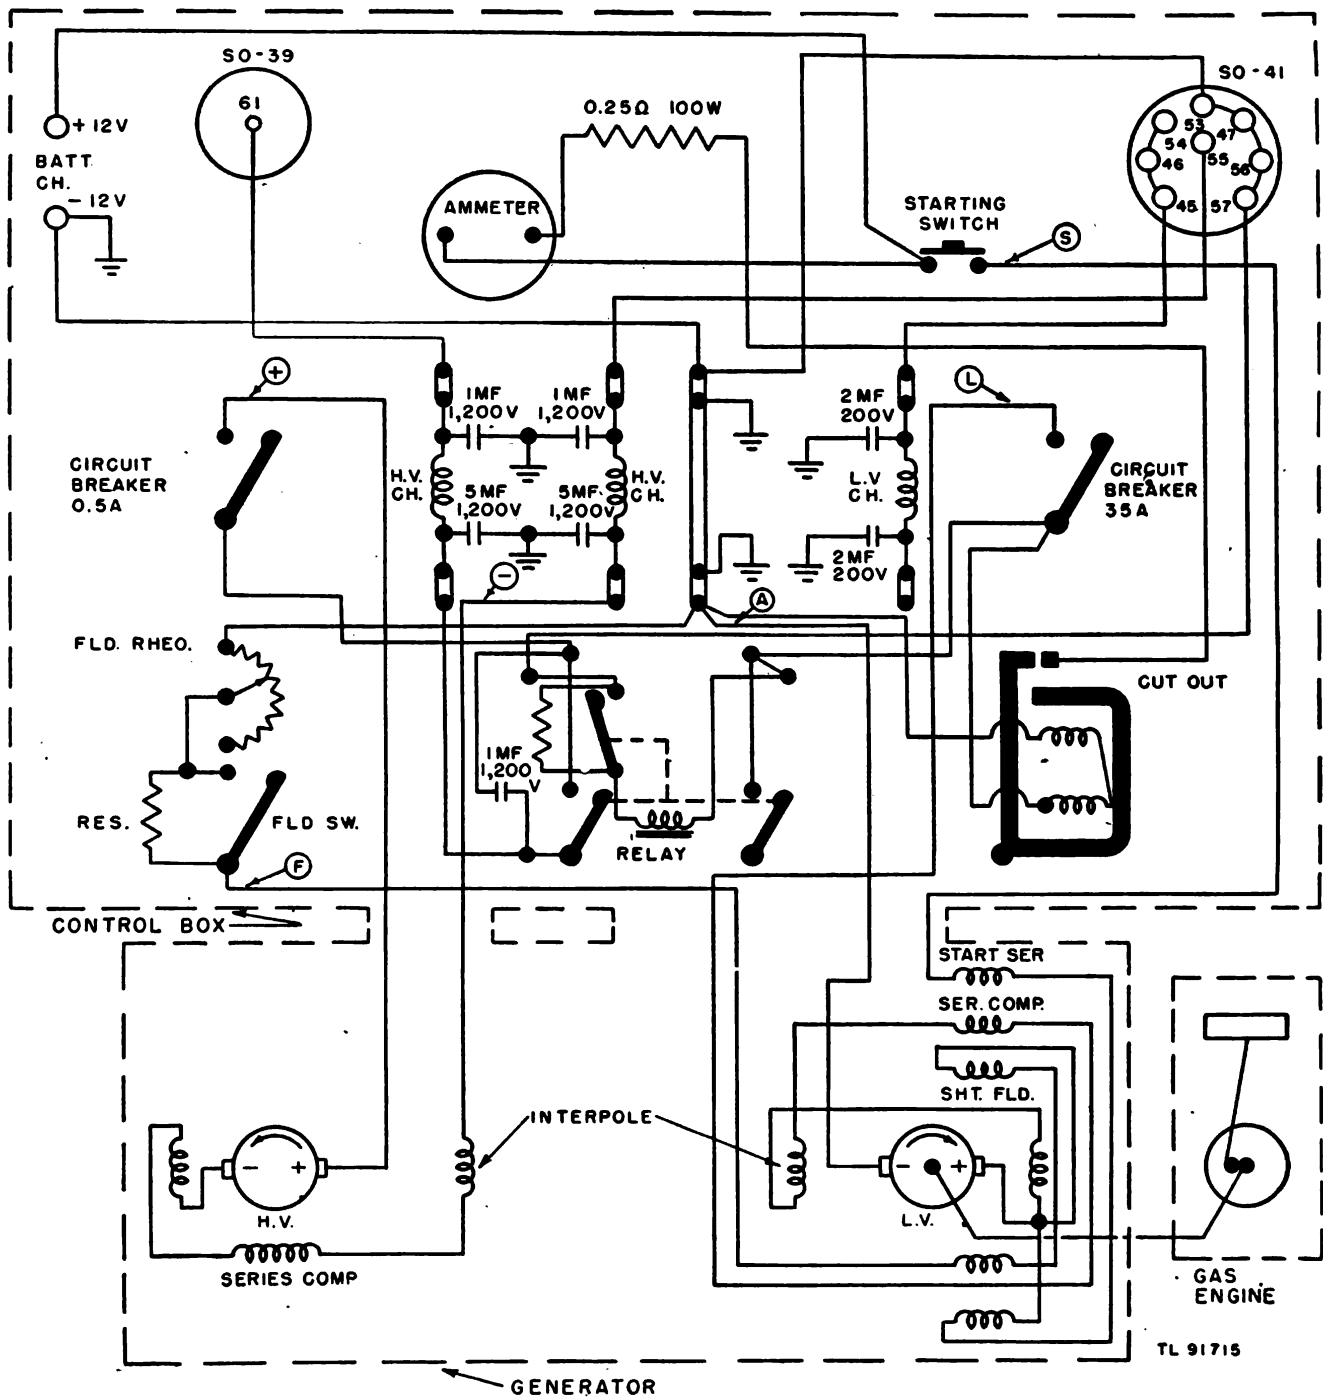 SO-39
61
+ 12V
BATT.
CH.
- 12V
0.25Ω 100W
AMMETER
STARTING
SWITCH
S
SO-41
53
47
54
55
56
46
45
57
+
CIRCUIT
BREAKER
0.5A
1MF
1,200V
1MF
1,200V
H.V.
CH.
H.V.
CH.
5MF
1,200V
5MF
1,200V
-
2MF
200V
L.V
CH.
2MF
200V
L
CIRCUIT
BREAKER
35A
A
FLD. RHEO.
CUT OUT
1MF
1,200
V
RES.
FLD SW.
RELAY
F
CONTROL BOX
START SER
SER. COMP.
SHT. FLD.
INTERPOLE
- +
H.V.
- +
L.V.
SERIES COMP
GAS
ENGINE
TL 91715
GENERATOR